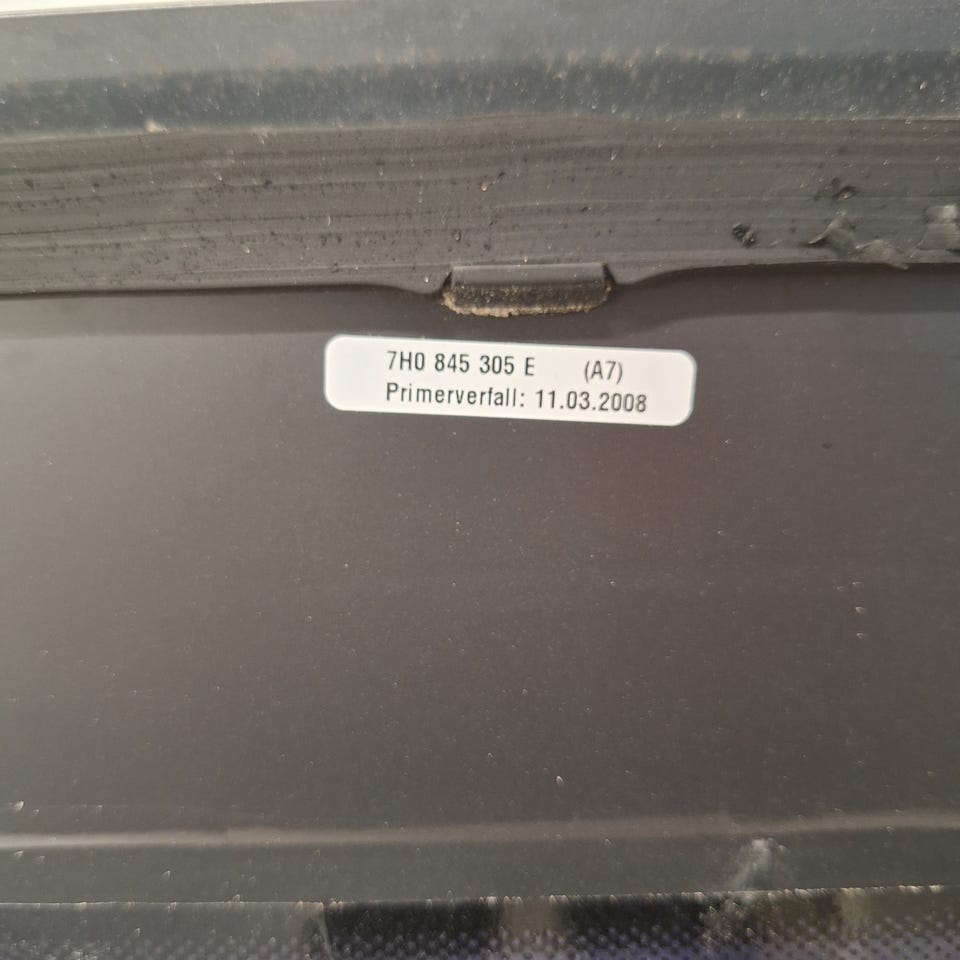 7H0 845 305 E (A7)
Primerverfall: 11.03.2008